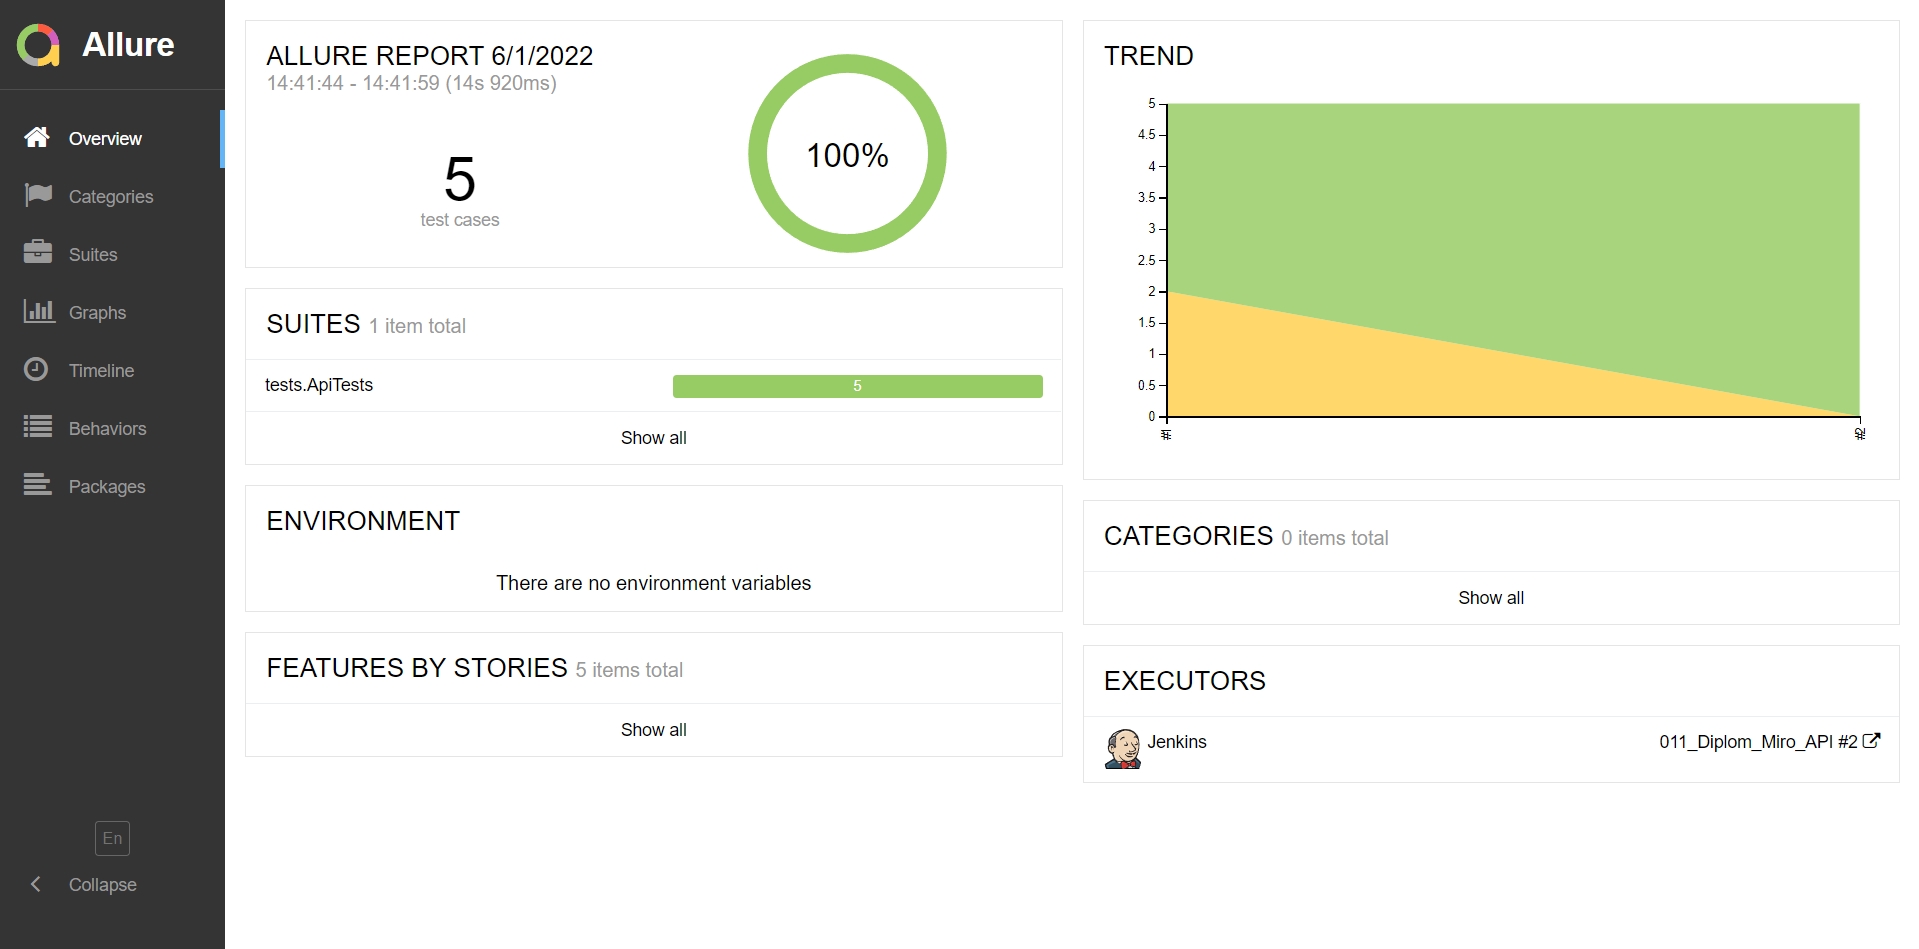 Allure
Overview
Categories
Suites
Graphs
Timeline
Behaviors
Packages
En
Collapse
ALLURE REPORT 6/1/2022
14:41:44 - 14:41:59 (14s 920ms)
5
test cases
100%
SUITES 1 item total
tests.ApiTests 5
Show all
ENVIRONMENT
There are no environment variables
FEATURES BY STORIES 5 items total
Show all
TREND
5
4.5
4
3.5
3
2.5
2
1.5
1
0.5
0
#1
#2
CATEGORIES 0 items total
Show all
EXECUTORS
Jenkins 011_Diplom_Miro_API #2